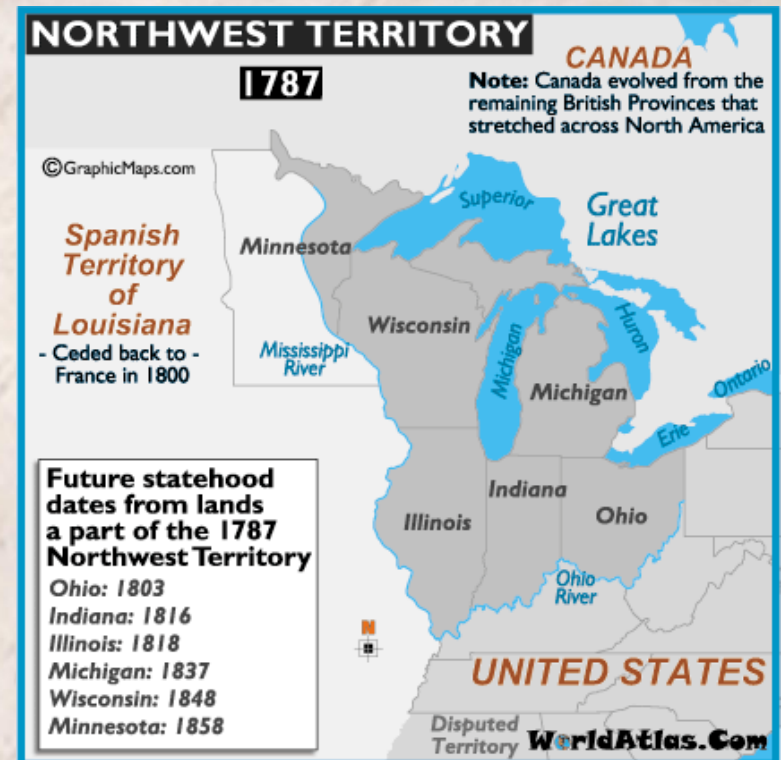 NORTHWEST TERRITORY
1787
CANADA
Note: Canada evolved from the
remaining British Provinces that
stretched across North America
©GraphicMaps.com
Superior
Great
Lakes
Spanish
Territory
of
Louisiana
- Ceded back to -
France in 1800
Minnesota
Wisconsin
Mississippi
River
Michigan
Huron
Michigan
Ontario
Erie
Indiana
Illinois
Ohio
Ohio
River
Future statehood
dates from lands
a part of the 1787
Northwest Territory
Ohio: 1803
Indiana: 1816
Illinois: 1818
Michigan: 1837
Wisconsin: 1848
Minnesota: 1858
N
UNITED STATES
Disputed
Territory
WorldAtlas.Com